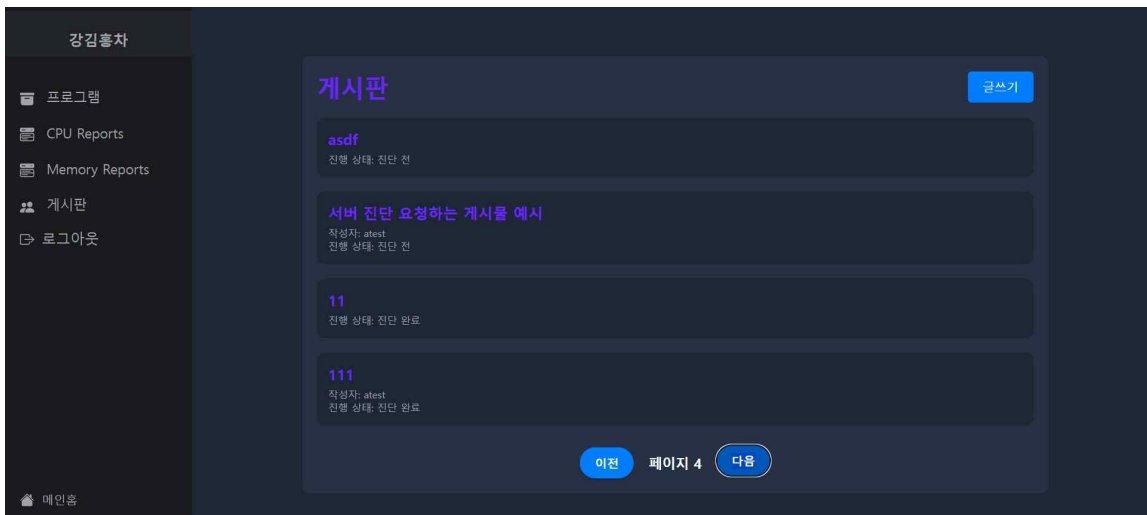 강김홍차
프로그램
CPU Reports
Memory Reports
게시판
로그아웃
메인홈
게시판
글쓰기
asdf
진행 상태: 진단 전
서버 진단 요청하는 게시물 예시
작성자: atest
진행 상태: 진단 전
11
진행 상태: 진단 완료
111
작성자: atest
진행 상태: 진단 완료
이전 페이지 4 다음